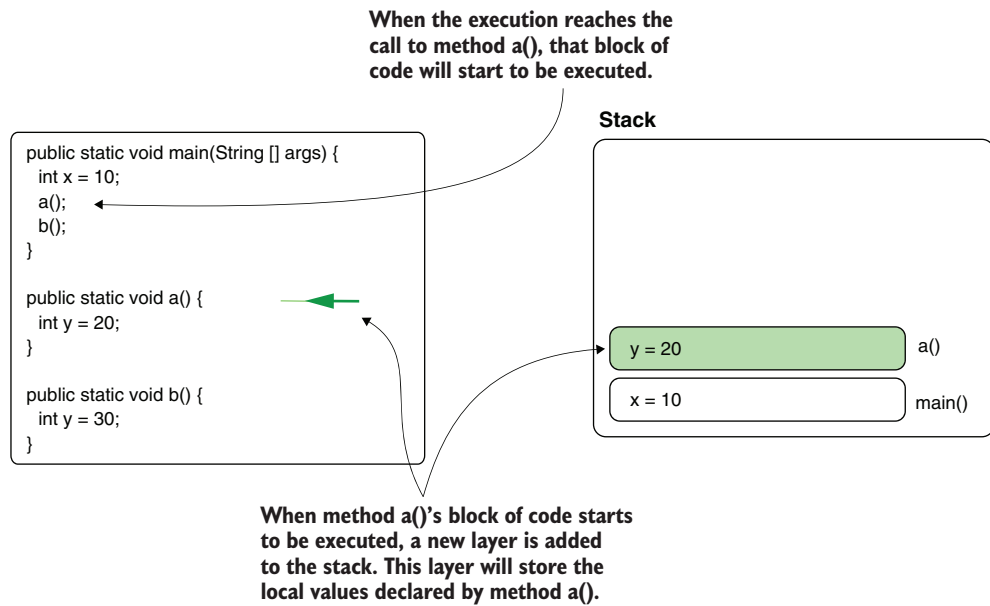 When the execution reaches the
call to method a(), that block of
code will start to be executed.
Stack
public static void main(String [] args) {
int x = 10;
a();
b();
}
public static void a() {
int y = 20;
}
public static void b() {
int y = 30;
}
y = 20
a()
x = 10
main()
When method a()’s block of code starts
to be executed, a new layer is added
to the stack. This layer will store the
local values declared by method a().